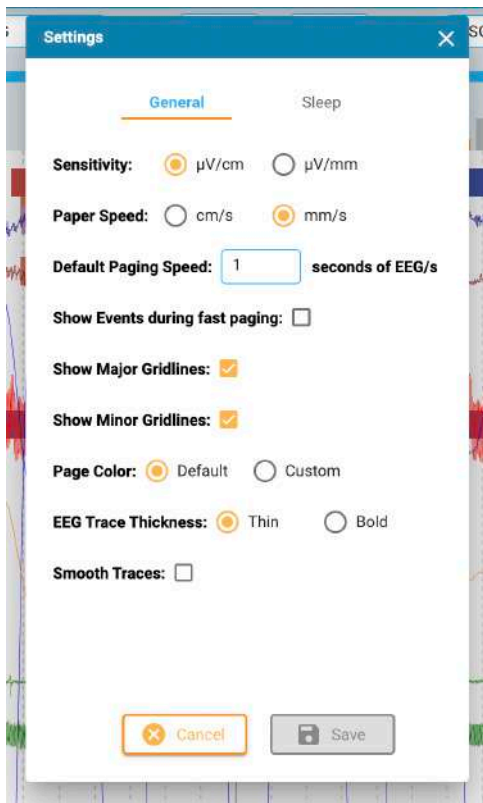 Settings
General Sleep
Sensitivity: µV/cm µV/mm
Paper Speed: cm/s mm/s
Default Paging Speed: 1 seconds of EEG/s
Show Events during fast paging:
Show Major Gridlines:
Show Minor Gridlines:
Page Color: Default Custom
EEG Trace Thickness: Thin Bold
Smooth Traces:
Cancel Save